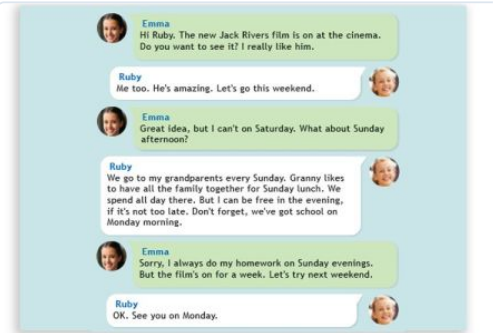 Emma
Hi Ruby. The new Jack Rivers film is on at the cinema.
Do you want to see it? I really like him.
Ruby
Me too. He's amazing. Let's go this weekend.
Emma
Great idea, but I can't on Saturday. What about Sunday
afternoon?
Ruby
We go to my grandparents every Sunday. Granny likes
to have all the family together for Sunday lunch. We
spend all day there. But I can be free in the evening,
if it's not too late. Don't forget, we've got school on
Monday morning.
Emma
Sorry, I always do my homework on Sunday evenings.
But the film's on for a week. Let's try next weekend.
Ruby
OK. See you on Monday.